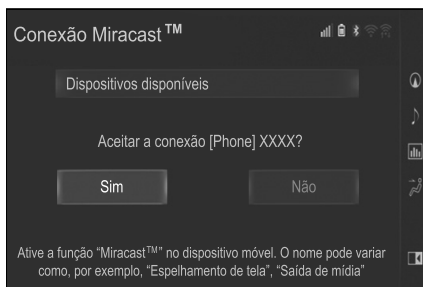 Conexão Miracast™
Dispositivos disponíveis
Aceitar a conexão [Phone] XXXX?
Sim
Não
Ative a função “Miracast™” no dispositivo móvel. O nome pode variar
como, por exemplo, “Espelhamento de tela”, “Saída de mídia”